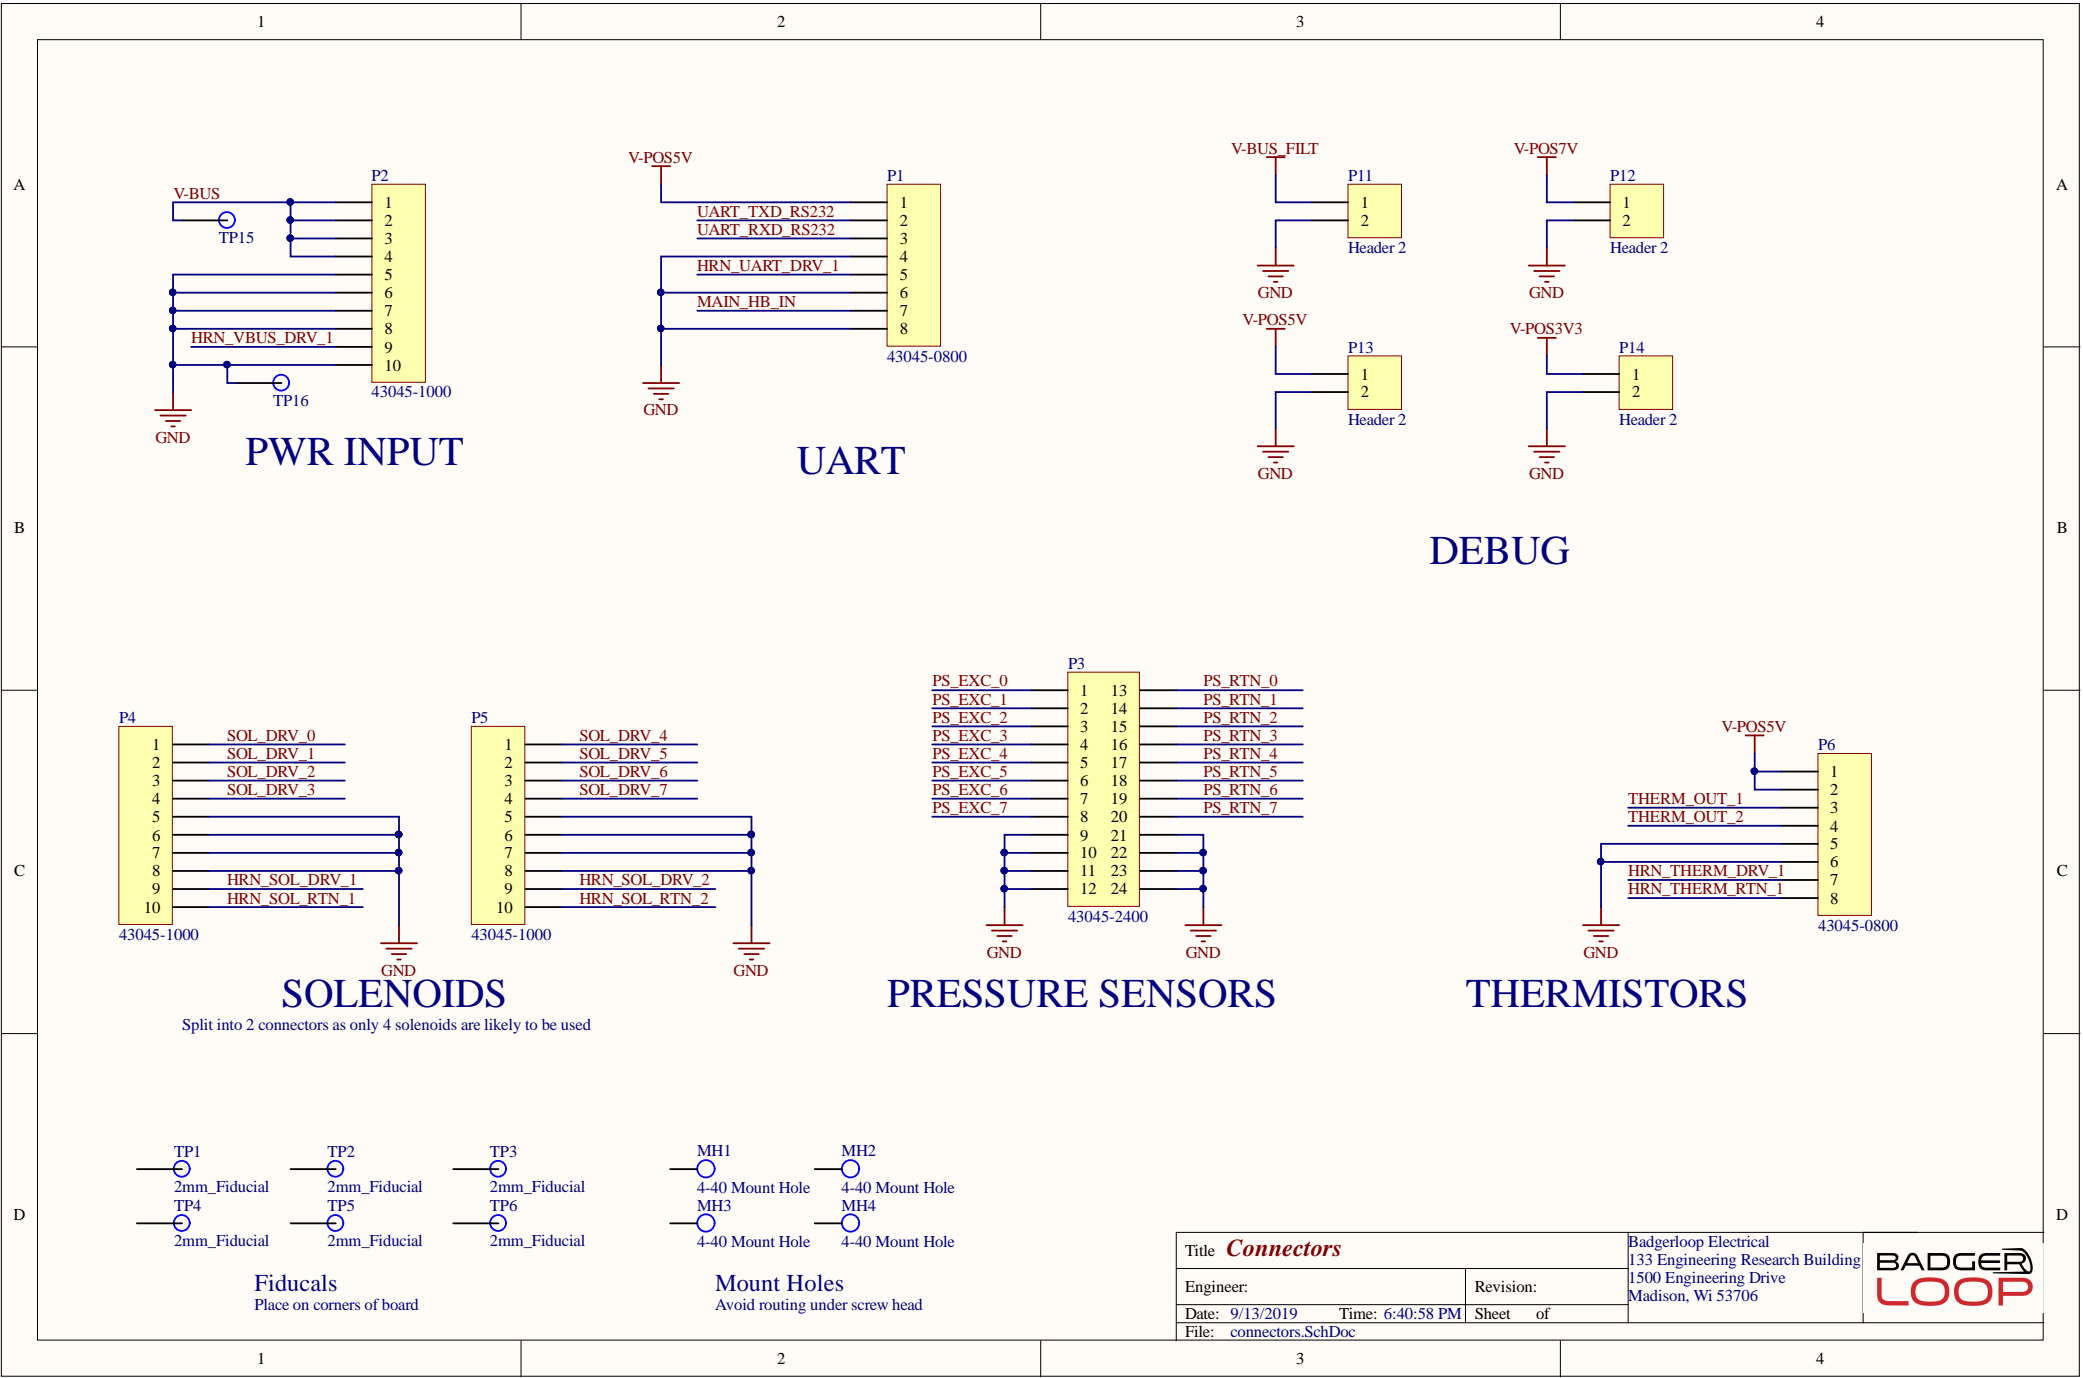 1 2 3 4
A A
B B
C C
D D
1 2 3 4
P2
V-BUS
TP15
1
2
3
4
5
6
7
8
9
10
HRN_VBUS_DRV_1
TP16
43045-1000
GND
PWR INPUT
V-POS5V
P1
UART_TXD_RS232
UART_RXD_RS232
HRN_UART_DRV_1
MAIN_HB_IN
1
2
3
4
5
6
7
8
43045-0800
GND
UART
V-BUS_FILT
P11
1
2
Header 2
GND
V-POS7V
P12
1
2
Header 2
GND
V-POS5V
P13
1
2
Header 2
GND
V-POS3V3
P14
1
2
Header 2
GND
DEBUG
P4
1 SOL_DRV_0
2 SOL_DRV_1
3 SOL_DRV_2
4 SOL_DRV_3
5
6
7
8
9 HRN_SOL_DRV_1
10 HRN_SOL_RTN_1
43045-1000
GND
P5
1 SOL_DRV_4
2 SOL_DRV_5
3 SOL_DRV_6
4 SOL_DRV_7
5
6
7
8
9 HRN_SOL_DRV_2
10 HRN_SOL_RTN_2
43045-1000
GND
SOLENOIDS
Split into 2 connectors as only 4 solenoids are likely to be used
P3
PS_EXC_0 1 13 PS_RTN_0
PS_EXC_1 2 14 PS_RTN_1
PS_EXC_2 3 15 PS_RTN_2
PS_EXC_3 4 16 PS_RTN_3
PS_EXC_4 5 17 PS_RTN_4
PS_EXC_5 6 18 PS_RTN_5
PS_EXC_6 7 19 PS_RTN_6
PS_EXC_7 8 20 PS_RTN_7
9 21
10 22
11 23
12 24
43045-2400
GND GND
PRESSURE SENSORS
V-POS5V
P6
1
2
THERM_OUT_1 3
THERM_OUT_2 4
5
6
HRN_THERM_DRV_1 7
HRN_THERM_RTN_1 8
43045-0800
GND
THERMISTORS
TP1 TP2 TP3
2mm_Fiducial 2mm_Fiducial 2mm_Fiducial
TP4 TP5 TP6
2mm_Fiducial 2mm_Fiducial 2mm_Fiducial
Fiducals
Place on corners of board
MH1 MH2
4-40 Mount Hole 4-40 Mount Hole
MH3 MH4
4-40 Mount Hole 4-40 Mount Hole
Mount Holes
Avoid routing under screw head
Title Connectors
Engineer: Revision:
Date: 9/13/2019 Time: 6:40:58 PM Sheet of
File: connectors.SchDoc
Badgerloop Electrical
133 Engineering Research Building
1500 Engineering Drive
Madison, Wi 53706
BADGER
LOOP